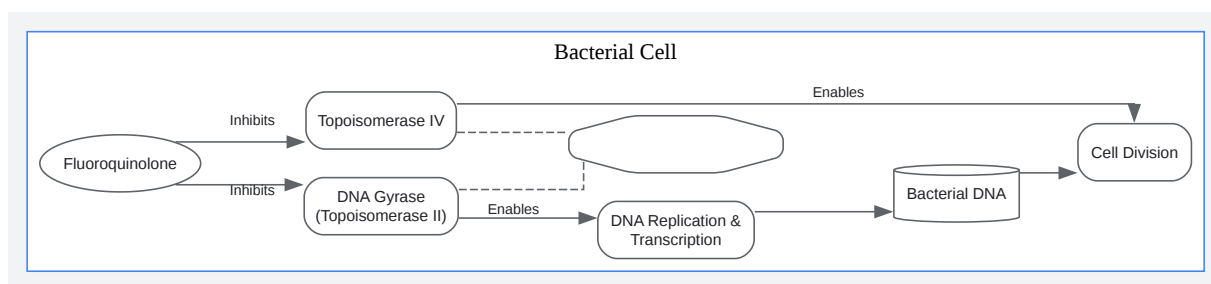 Bacterial Cell
Enables
Inhibits
Topoisomerase IV
Cell Division
Fluoroquinolone
Bacterial DNA
Inhibits
DNA Gyrase
(Topoisomerase II)
Enables
DNA Replication &
Transcription